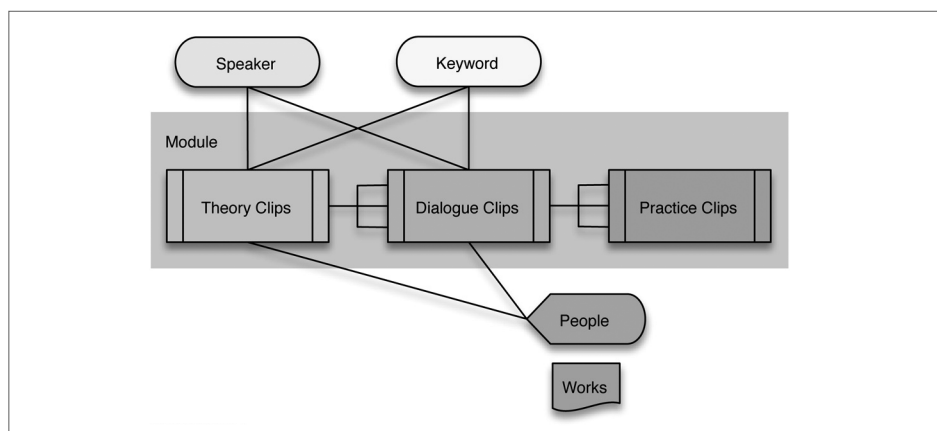 Speaker
Keyword
Module
Theory Clips
Dialogue Clips
Practice Clips
People
Works